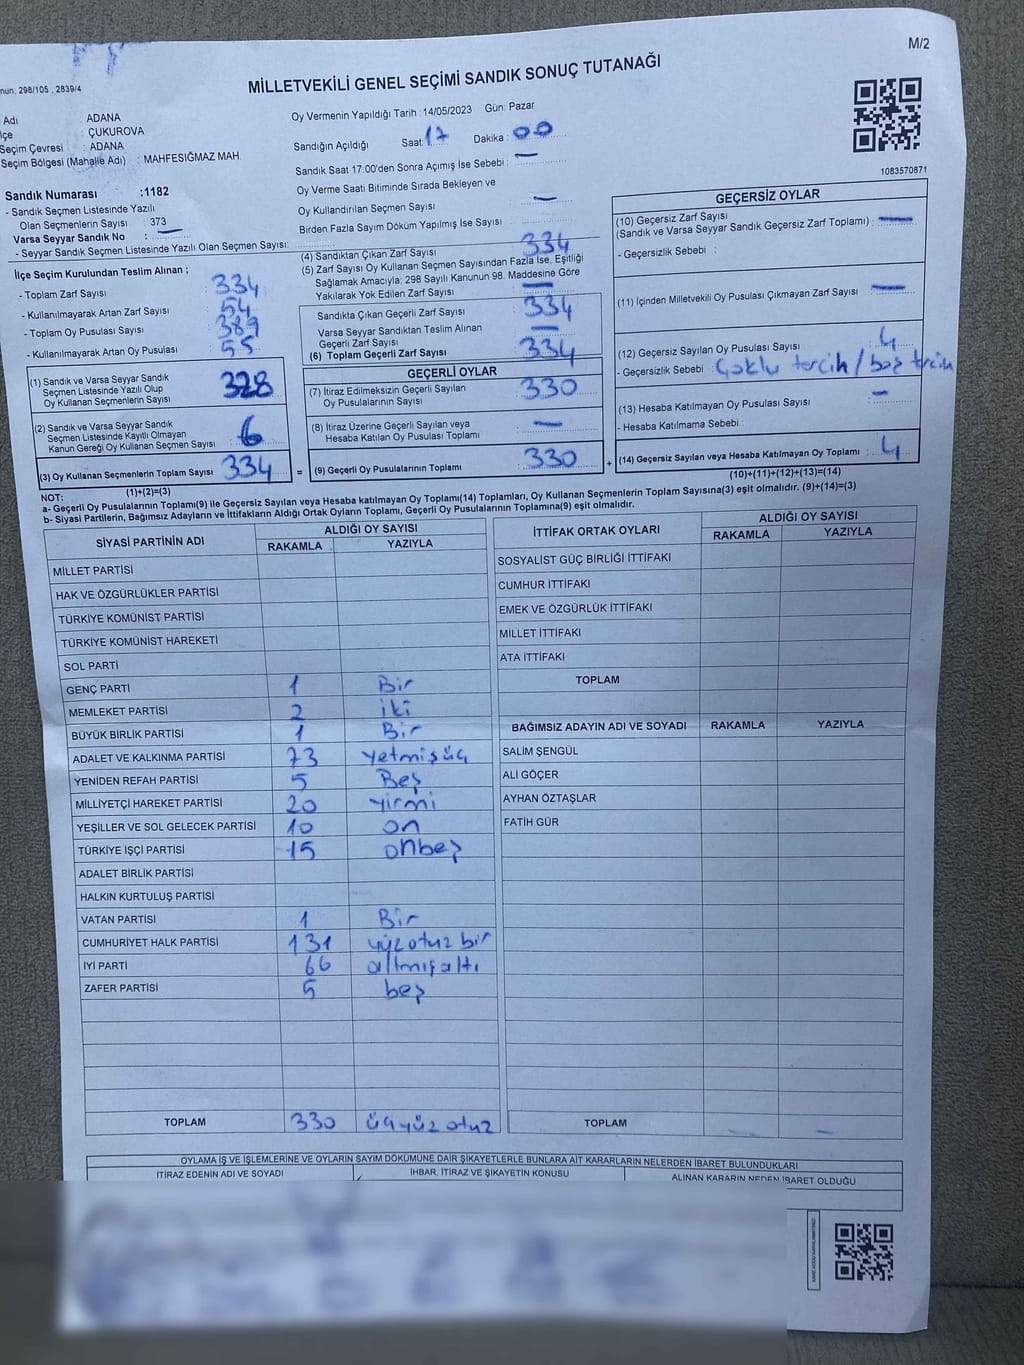 M/2
nun: 298/105 , 2839/4
MİLLETVEKİLİ GENEL SEÇİMİ SANDIK SONUÇ TUTANAĞI
Adı : ADANA
lçe : ÇUKUROVA
Seçim Çevresi : ADANA
Seçim Bölgesi (Mahalle Adı) : MAHFESIĞMAZ MAH.
Oy Vermenin Yapıldığı Tarih : 14/05/2023 Gün: Pazar
Sandığın Açıldığı Saat : 17 Dakika : 00
Sandık Saat 17:00'den Sonra Açımış İse Sebebi : —
Oy Verme Saati Bitiminde Sırada Bekleyen ve
Oy Kullandırılan Seçmen Sayısı —
Birden Fazla Sayım Döküm Yapılmış İse Sayısı :
1083570871
Sandık Numarası :1182
- Sandık Seçmen Listesinde Yazılı
Olan Seçmenlerin Sayısı : 373
Varsa Seyyar Sandık No : —
- Seyyar Sandık Seçmen Listesinde Yazılı Olan Seçmen Sayısı:
İlçe Seçim Kurulundan Teslim Alınan ;
- Toplam Zarf Sayısı : 334
- Kullanılmayarak Artan Zarf Sayısı : 54
- Toplam Oy Pusulası Sayısı : 389
- Kullanılmayarak Artan Oy Pusulası : 55
(1) Sandık ve Varsa Seyyar Sandık
Seçmen Listesinde Yazılı Olup
Oy Kullanan Seçmenlerin Sayısı 328
(2) Sandık ve Varsa Seyyar Sandık
Seçmen Listesinde Kayıtlı Olmayan
Kanun Gereği Oy Kullanan Seçmen Sayısı 6
(3) Oy Kullanan Seçmenlerin Toplam Sayısı 334
(1)+(2)=(3)
(4) Sandıktan Çıkan Zarf Sayısı : 334
(5) Zarf Sayısı Oy Kullanan Seçmen Sayısından Fazla İse, Eşitliği
Sağlamak Amacıyla; 298 Sayılı Kanunun 98. Maddesine Göre
Yakılarak Yok Edilen Zarf Sayısı : —
Sandıkta Çıkan Geçerli Zarf Sayısı : 334
Varsa Seyyar Sandıktan Teslim Alınan
Geçerli Zarf Sayısı : —
(6) Toplam Geçerli Zarf Sayısı : 334
GEÇERLİ OYLAR
(7) İtiraz Edilmeksizin Geçerli Sayılan
Oy Pusulalarının Sayısı : 330
(8) İtiraz Üzerine Geçerli Sayılan veya
Hesaba Katılan Oy Pusulası Toplamı : —
= (9) Geçerli Oy Pusulalarının Toplamı : 330 +
GEÇERSİZ OYLAR
(10) Geçersiz Zarf Sayısı : —
(Sandık ve Varsa Seyyar Sandık Geçersiz Zarf Toplamı)
- Geçersizlik Sebebi :
(11) İçinden Milletvekili Oy Pusulası Çıkmayan Zarf Sayısı : —
(12) Geçersiz Sayılan Oy Pusulası Sayısı : 4
- Geçersizlik Sebebi : Çoklu tercih / boş tercih
(13) Hesaba Katılmayan Oy Pusulası Sayısı : —
- Hesaba Katılmama Sebebi :
(14) Geçersiz Sayılan veya Hesaba Katılmayan Oy Toplamı : 4
(10)+(11)+(12)+(13)=(14)
NOT:
a- Geçerli Oy Pusulalarının Toplamı(9) ile Geçersiz Sayılan veya Hesaba katılmayan Oy Toplamı(14) Toplamları, Oy Kullanan Seçmenlerin Toplam Sayısına(3) eşit olmalıdır. (9)+(14)=(3)
b- Siyasi Partilerin, Bağımsız Adayların ve İttifakların Aldığı Ortak Oyların Toplamı, Geçerli Oy Pusulalarının Toplamına(9) eşit olmalıdır.
SİYASİ PARTİNİN ADI ALDIĞI OY SAYISI
RAKAMLA YAZIYLA
MİLLET PARTİSİ
HAK VE ÖZGÜRLÜKLER PARTİSİ
TÜRKİYE KOMÜNİST PARTİSİ
TÜRKİYE KOMÜNİST HAREKETİ
SOL PARTİ
GENÇ PARTİ 1 Bir
MEMLEKET PARTİSİ 2 iki
BÜYÜK BİRLİK PARTİSİ 1 Bir
ADALET VE KALKINMA PARTİSİ 73 yetmişüç
YENİDEN REFAH PARTİSİ 5 Beş
MİLLİYETÇİ HAREKET PARTİSİ 20 yirmi
YEŞİLLER VE SOL GELECEK PARTİSİ 10 on
TÜRKİYE İŞÇİ PARTİSİ 15 onbeş
ADALET BİRLİK PARTİSİ
HALKIN KURTULUŞ PARTİSİ
VATAN PARTİSİ 1 Bir
CUMHURİYET HALK PARTİSİ 131 yüzotuz bir
İYİ PARTİ 66 altmışaltı
ZAFER PARTİSİ 5 beş
TOPLAM 330 üçyüz otuz
İTTİFAK ORTAK OYLARI ALDIĞI OY SAYISI
RAKAMLA YAZIYLA
SOSYALİST GÜÇ BİRLİĞİ İTTİFAKI
CUMHUR İTTİFAKI
EMEK VE ÖZGÜRLÜK İTTİFAKI
MİLLET İTTİFAKI
ATA İTTİFAKI
TOPLAM
BAĞIMSIZ ADAYIN ADI VE SOYADI RAKAMLA YAZIYLA
SALİM ŞENGÜL
ALİ GÖÇER
AYHAN ÖZTAŞLAR
FATİH GÜR
TOPLAM — —
OYLAMA İŞ VE İŞLEMLERİNE VE OYLARIN SAYIM DÖKÜMÜNE DAİR ŞİKAYETLERLE BUNLARA AİT KARARLARIN NELERDEN İBARET BULUNDUKLARI
İTİRAZ EDENİN ADI VE SOYADI İHBAR, İTİRAZ VE ŞİKAYETİN KONUSU ALINAN KARARIN NEDEN İBARET OLDUĞU